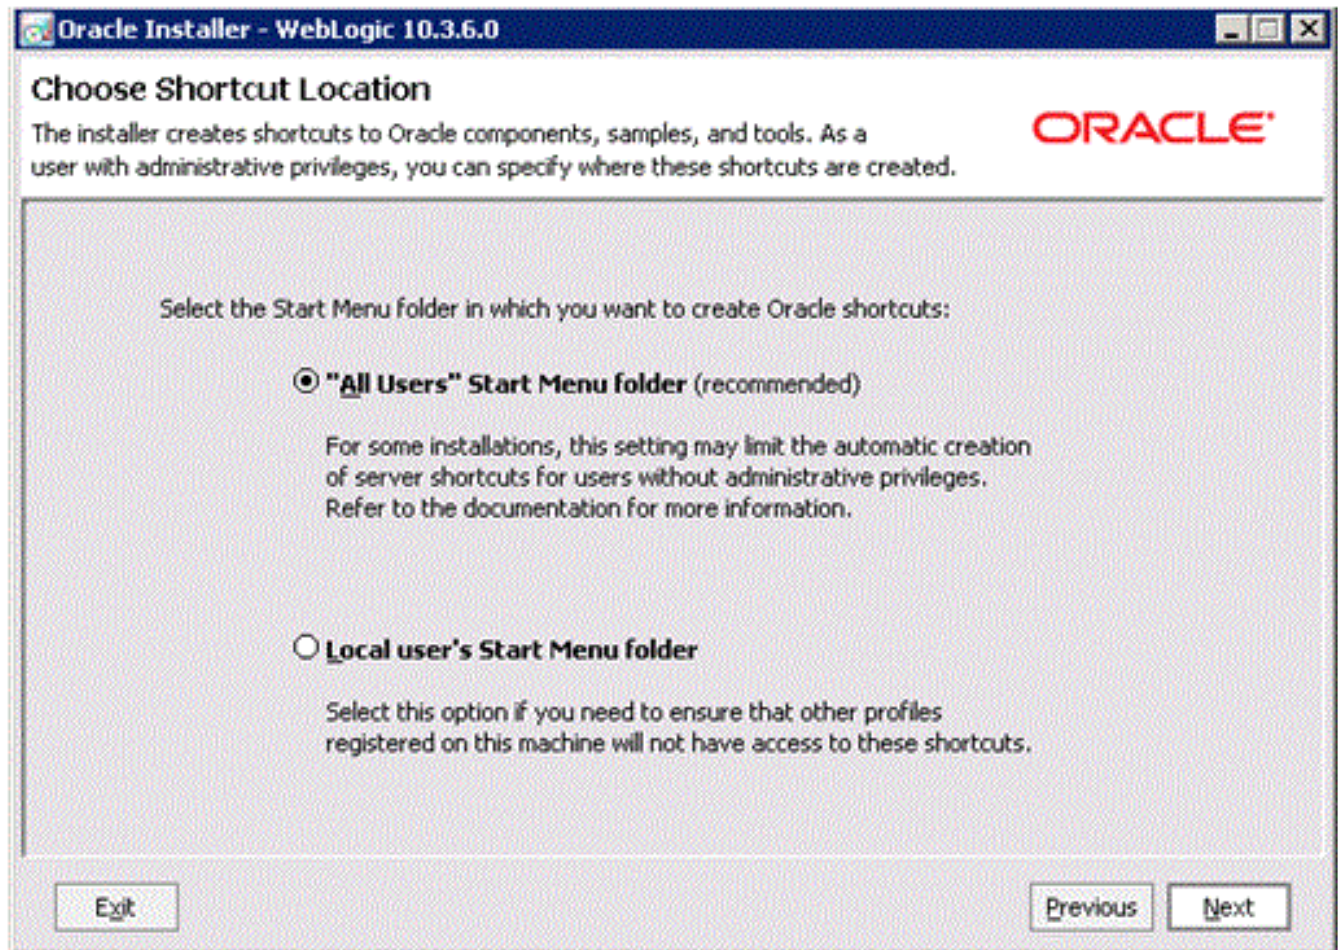 Oracle Installer - WebLogic 10.3.6.0
Choose Shortcut Location
The installer creates shortcuts to Oracle components, samples, and tools. As a
user with administrative privileges, you can specify where these shortcuts are created.
ORACLE
Select the Start Menu folder in which you want to create Oracle shortcuts:
"All Users" Start Menu folder (recommended)
For some installations, this setting may limit the automatic creation
of server shortcuts for users without administrative privileges.
Refer to the documentation for more information.
Local user's Start Menu folder
Select this option if you need to ensure that other profiles
registered on this machine will not have access to these shortcuts.
Exit
Previous
Next